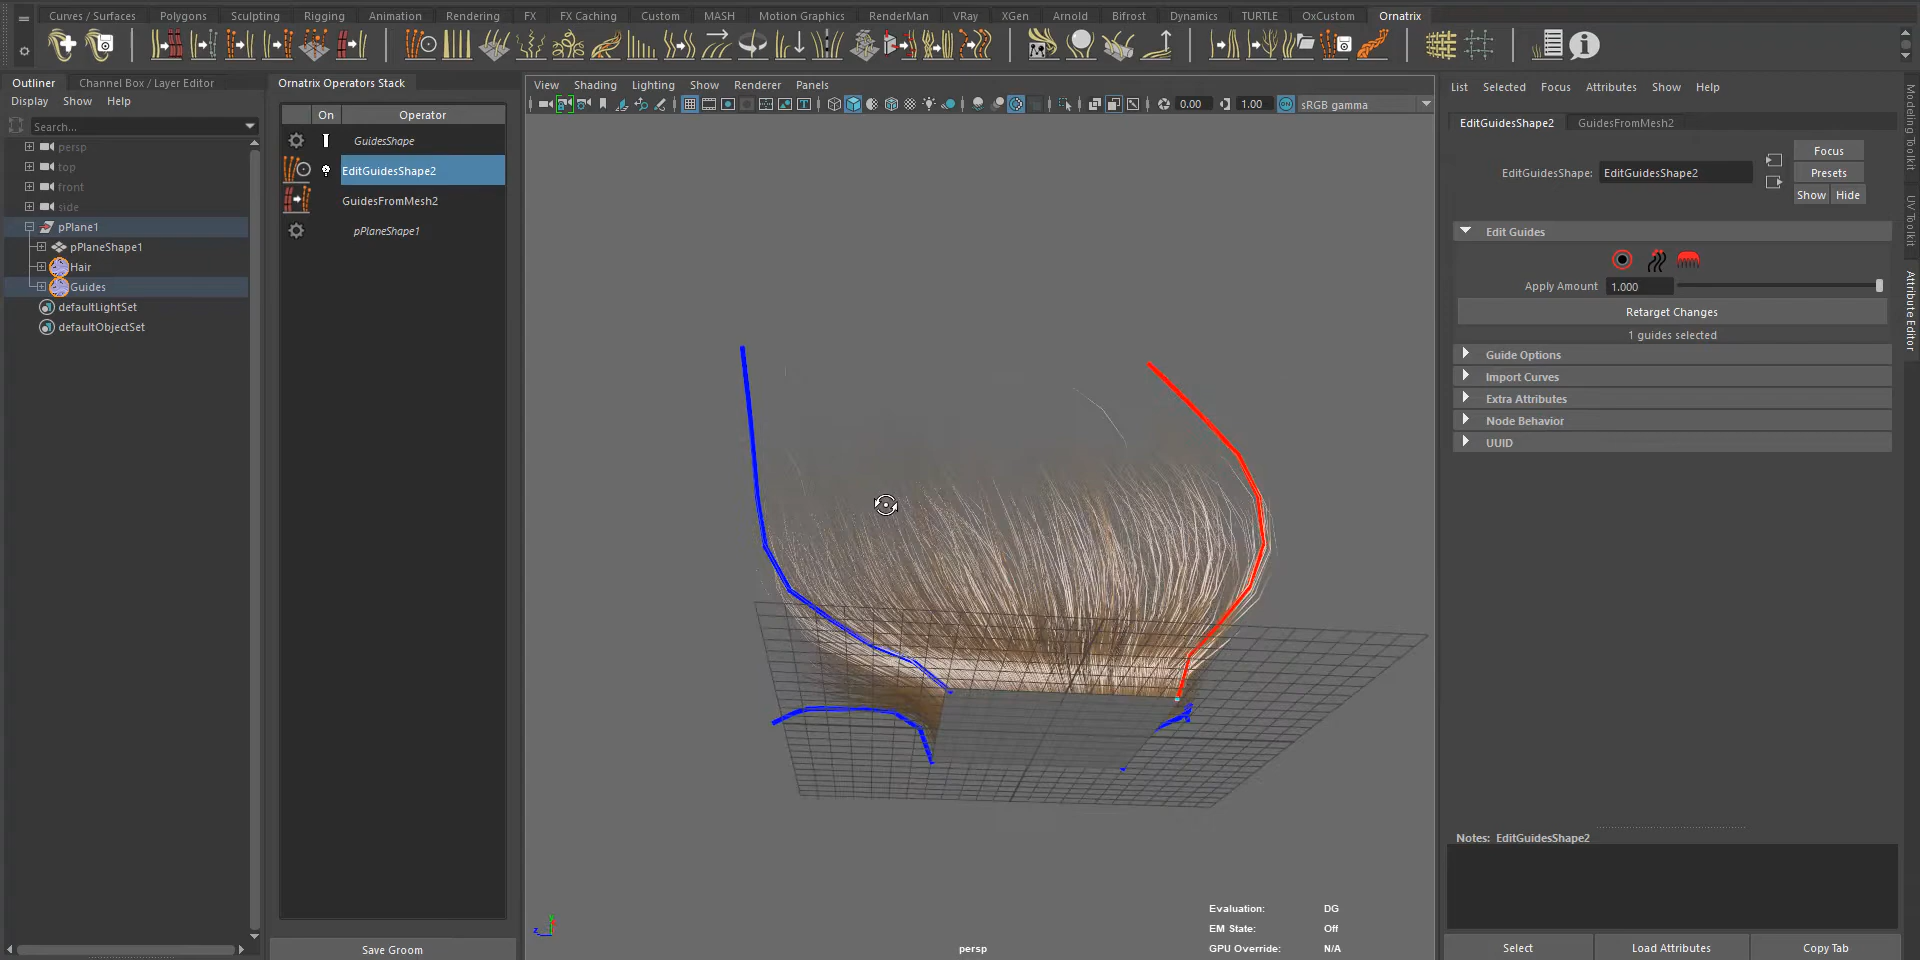 Curves / Surfaces Polygons Sculpting Rigging Animation Rendering FX FX Caching Custom MASH Motion Graphics RenderMan VRay XGen Arnold Bifrost Dynamics TURTLE OxCustom Ornatrix
Outliner Channel Box / Layer Editor
Display Show Help
Search...
persp
top
front
side
pPlane1
pPlaneShape1
Hair
Guides
defaultLightSet
defaultObjectSet
Ornatrix Operators Stack
On Operator
GuidesShape
EditGuidesShape2
GuidesFromMesh2
pPlaneShape1
Save Groom
View Shading Lighting Show Renderer Panels
0.00 1.00 ON sRGB gamma
Evaluation: DG
EM State: Off
GPU Override: N/A
persp
y
z
List Selected Focus Attributes Show Help
EditGuidesShape2 GuidesFromMesh2
EditGuidesShape: EditGuidesShape2
Focus
Presets
Show Hide
Edit Guides
Apply Amount 1.000
Retarget Changes
1 guides selected
Guide Options
Import Curves
Extra Attributes
Node Behavior
UUID
Notes: EditGuidesShape2
Select Load Attributes Copy Tab
Modeling Toolkit
UV Toolkit
Attribute Editor